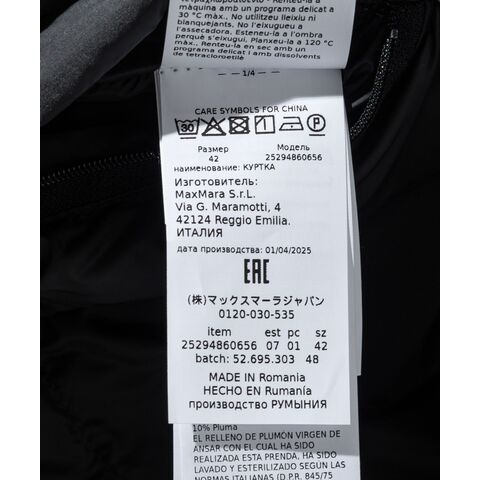 màquina amb un programa delicat a
30 °C màx.. No utilitzeu lleixiu ni
blanquejants. No eixugueu a
l'assecadora. Esteneu-la a l'ombra
perquè s'eixugui. Planxeu-la a 120 °C
màx.. Renteu-la en sec amb un
programa delicat i amb dissolvents
de tetracloroetilè
1/4
CARE SYMBOLS FOR CHINA
30 P
Размер Модель
42 25294860656
наименование: КУРТКА
Изготовитель:
MaxMara S.r.L.
Via G. Maramotti, 4
42124 Reggio Emilia.
ИТАЛИЯ
дата производства: 01/04/2025
EAC
(株)マックスマーラジャパン
0120-030-535
item est pc sz
25294860656 07 01 42
batch: 52.695.303 48
MADE IN Romania
HECHO EN Rumanía
производство РУМЫНИЯ
10% Pluma
EL RELLENO DE PLUMÓN VIRGEN DE
ANSAR CON EL CUAL HA SIDO
REALIZADA ESTA PRENDA, HA SIDO
LAVADO Y ESTERILIZADO SEGÚN LAS
NORMAS ITALIANAS (D.P.R. 845/75